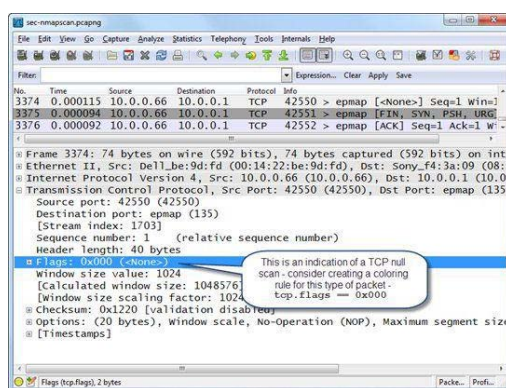 sec-nmapscan.pcapng
File Edit View Go Capture Analyze Statistics Telephony Tools Internals Help
Filter: Expression... Clear Apply Save
No. Time Source Destination Protocol Info
3374 0.000115 10.0.0.66 10.0.0.1 TCP 42550 > epmap [<None>] Seq=1 Win=1
3375 0.000094 10.0.0.66 10.0.0.1 TCP 42551 > epmap [FIN, SYN, PSH, URG]
3376 0.000092 10.0.0.66 10.0.0.1 TCP 42552 > epmap [ACK] Seq=1 Ack=1 W
Frame 3374: 74 bytes on wire (592 bits), 74 bytes captured (592 bits) on int
Ethernet II, Src: Dell_be:9d:fd (00:14:22:be:9d:fd), Dst: Sony_f4:3a:09 (08:
Internet Protocol Version 4, Src: 10.0.0.66 (10.0.0.66), Dst: 10.0.0.1 (10.0
Transmission Control Protocol, Src Port: 42550 (42550), Dst Port: epmap (135
Source port: 42550 (42550)
Destination port: epmap (135)
[Stream index: 1703]
Sequence number: 1 (relative sequence number)
Header length: 40 bytes
Flags: 0x000 (<None>)
Window size value: 1024
[Calculated window size: 1048576]
[Window size scaling factor: 1024
Checksum: 0x1220 [validation disabled]
Options: (20 bytes), Window scale, No-Operation (NOP), Maximum segment size
[Timestamps]
This is an indication of a TCP null
scan - consider creating a coloring
rule for this type of packet -
tcp.flags == 0x000
Flags (tcp.flags), 2 bytes Packe... Profi...